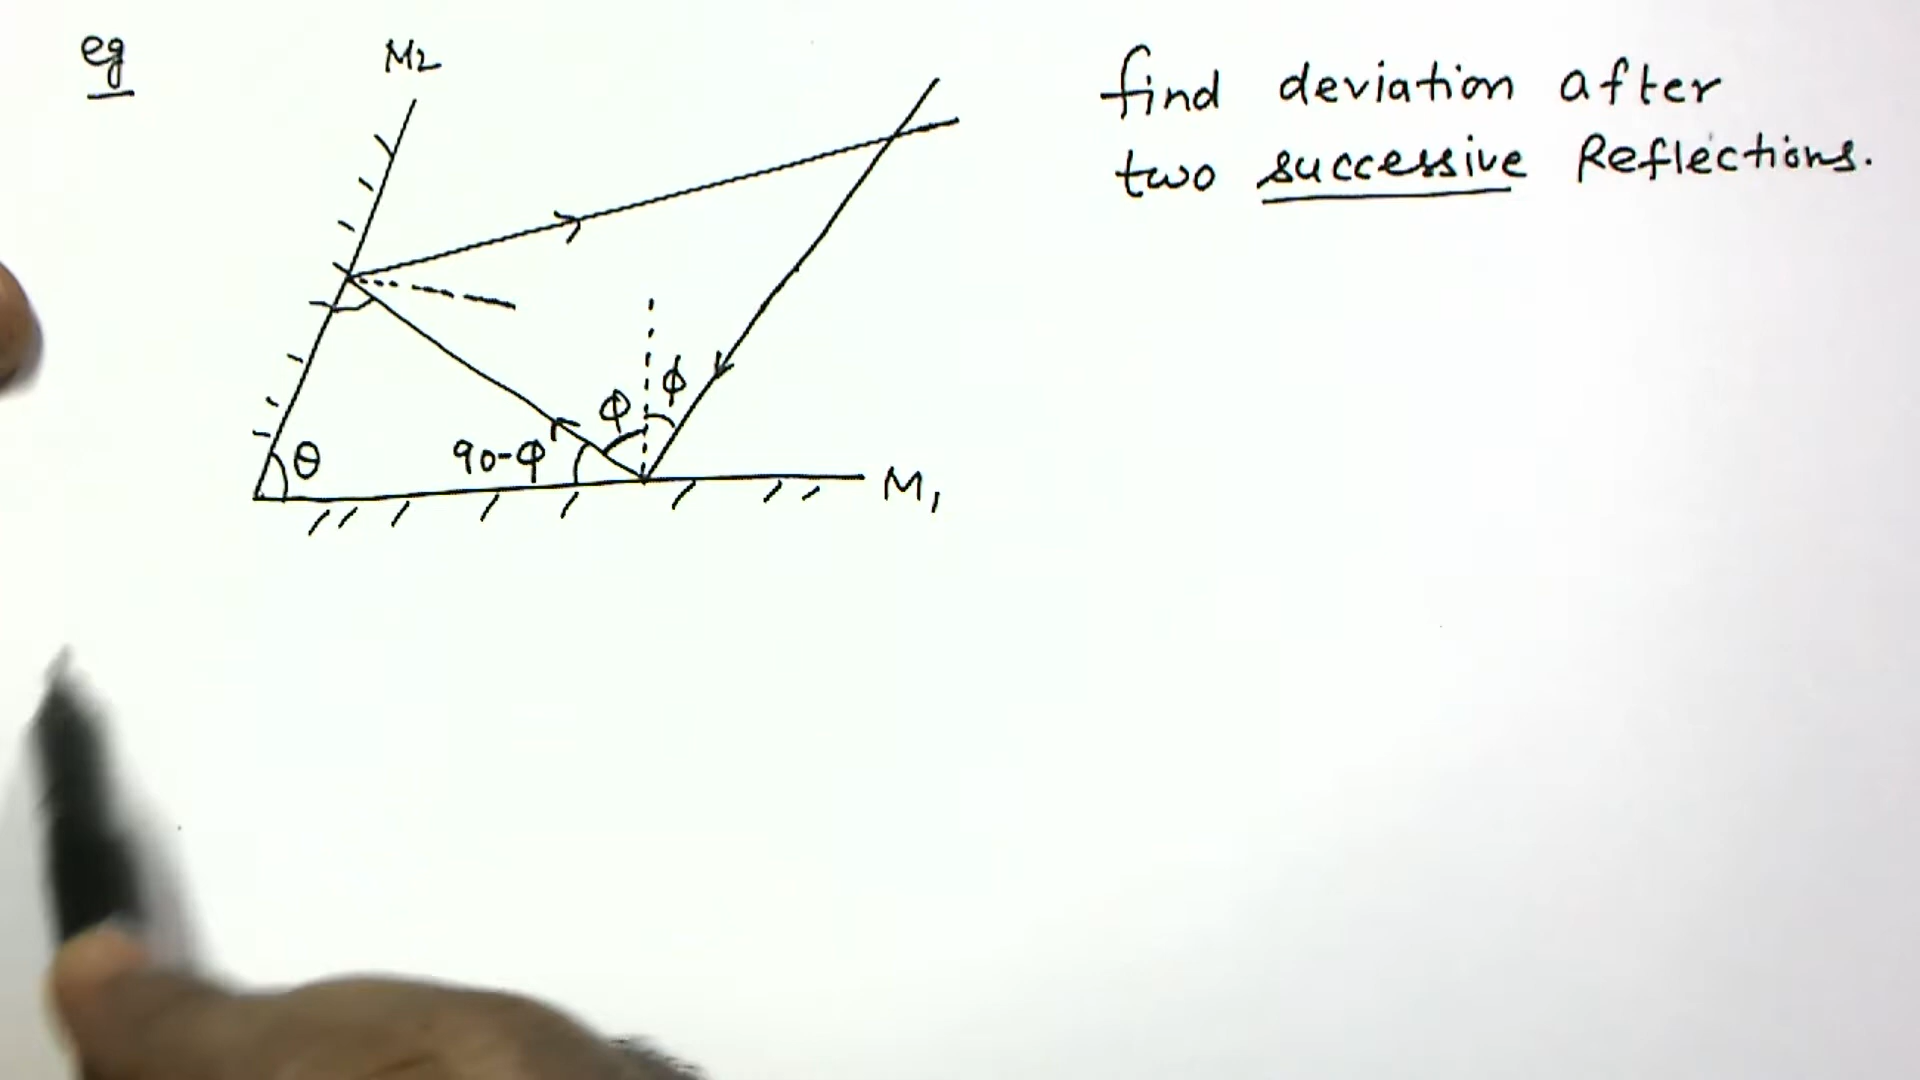 eg
M2
find deviation after
two successive Reflections.
ϕ
ϕ
90-ϕ
θ
M1